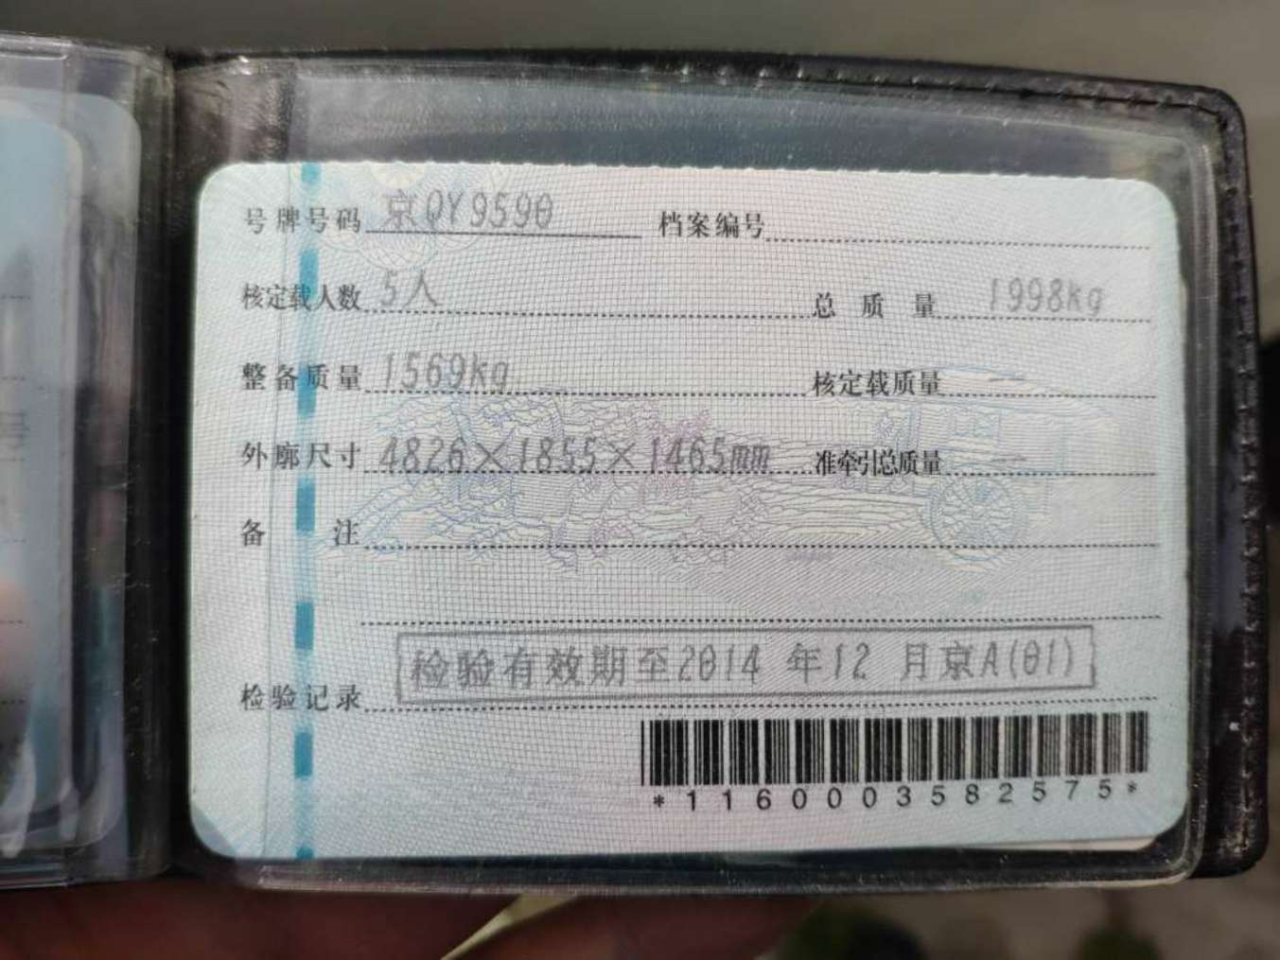 号牌号码 京QY9590 档案编号
核定载人数 5人 总质量 1998kg
整备质量 1569kg 核定载质量 --
外廓尺寸 4826×1855×1465mm 准牵引总质量 --
备注
检验记录 检验有效期至2014 年12 月京A(01)
*1160003582575*
号